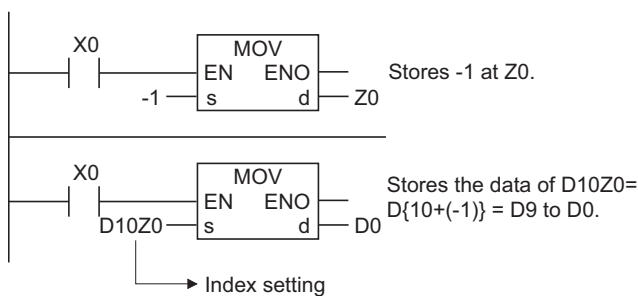 X0
MOV
EN ENO
-1 s d Z0
Stores -1 at Z0.
X0
MOV
EN ENO
D10Z0 s d D0
Stores the data of D10Z0=
D{10+(-1)} = D9 to D0.
Index setting